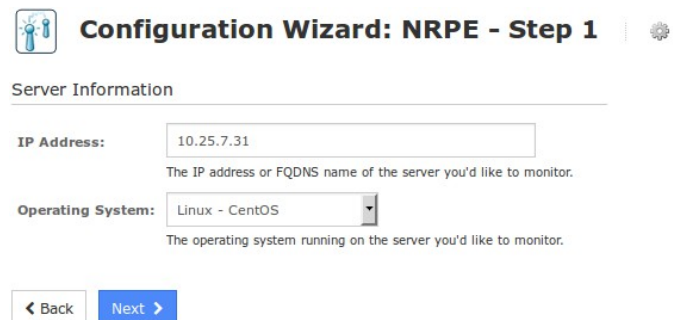 Configuration Wizard: NRPE - Step 1
Server Information
IP Address: 10.25.7.31
The IP address or FQDNS name of the server you'd like to monitor.
Operating System: Linux - CentOS
The operating system running on the server you'd like to monitor.
Back Next